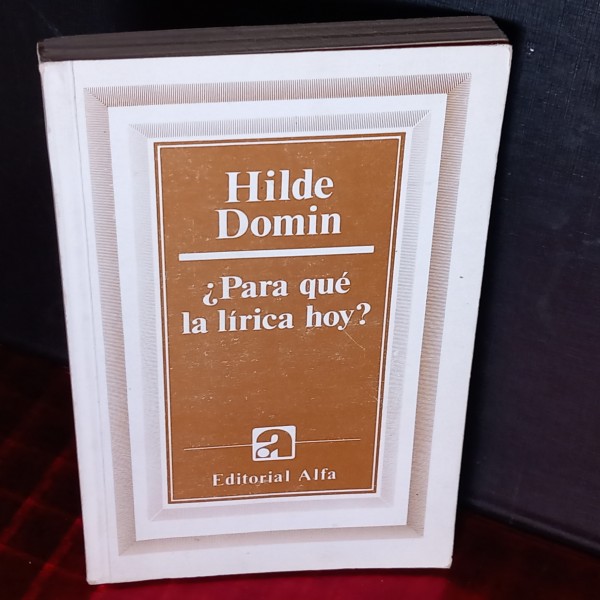 Hilde
Domin
¿Para qué
la lírica hoy?
a
Editorial Alfa